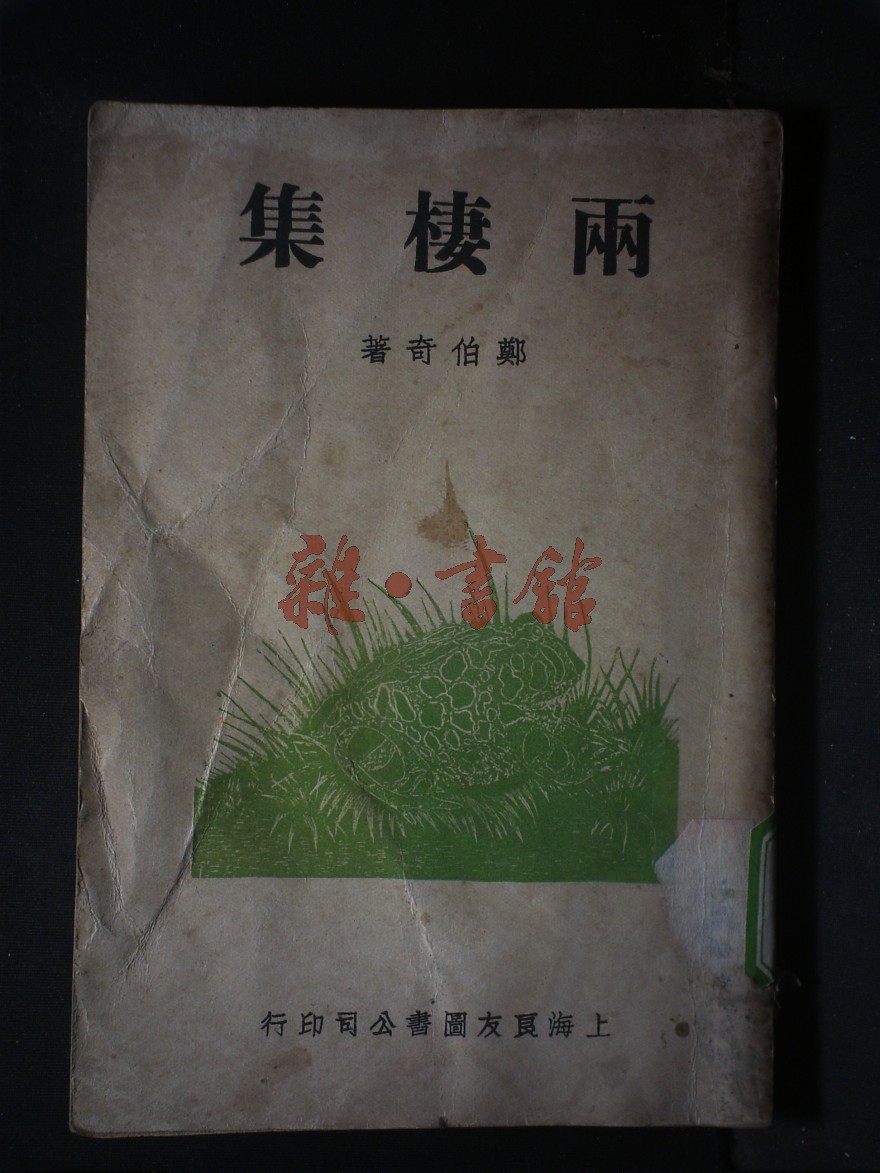 兩棲集
鄭伯奇著
雜·書館
上海良友圖書公司印行